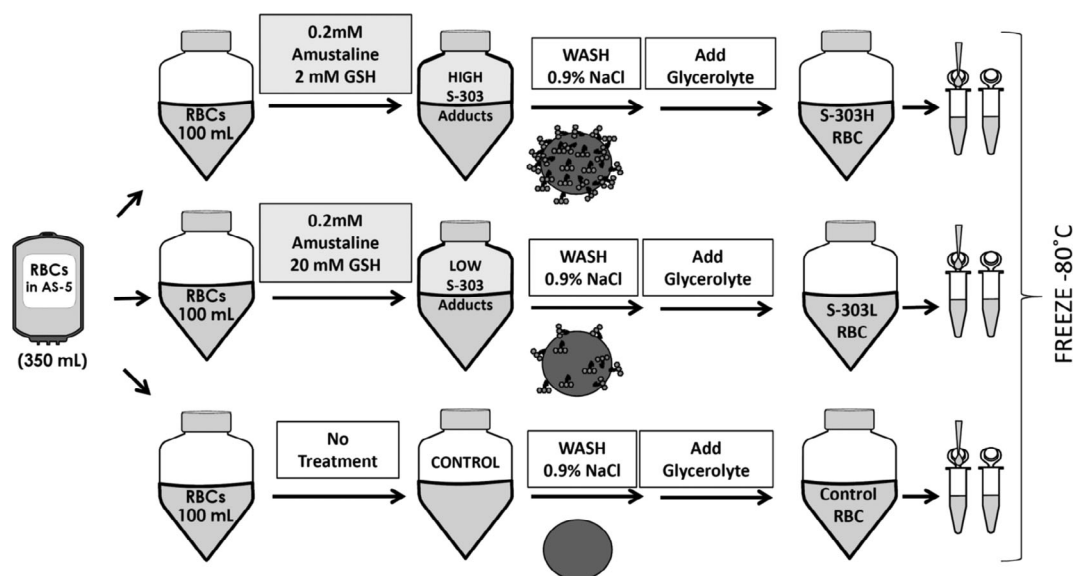 RBCs
in AS-5
(350 mL)
RBCs
100 mL
0.2mM
Amustaline
2 mM GSH
HIGH
S-303
Adducts
WASH
0.9% NaCl
Add
Glycerolyte
S-303H
RBC
RBCs
100 mL
0.2mM
Amustaline
20 mM GSH
LOW
S-303
Adducts
WASH
0.9% NaCl
Add
Glycerolyte
S-303L
RBC
RBCs
100 mL
No
Treatment
CONTROL
WASH
0.9% NaCl
Add
Glycerolyte
Control
RBC
FREEZE -80°C